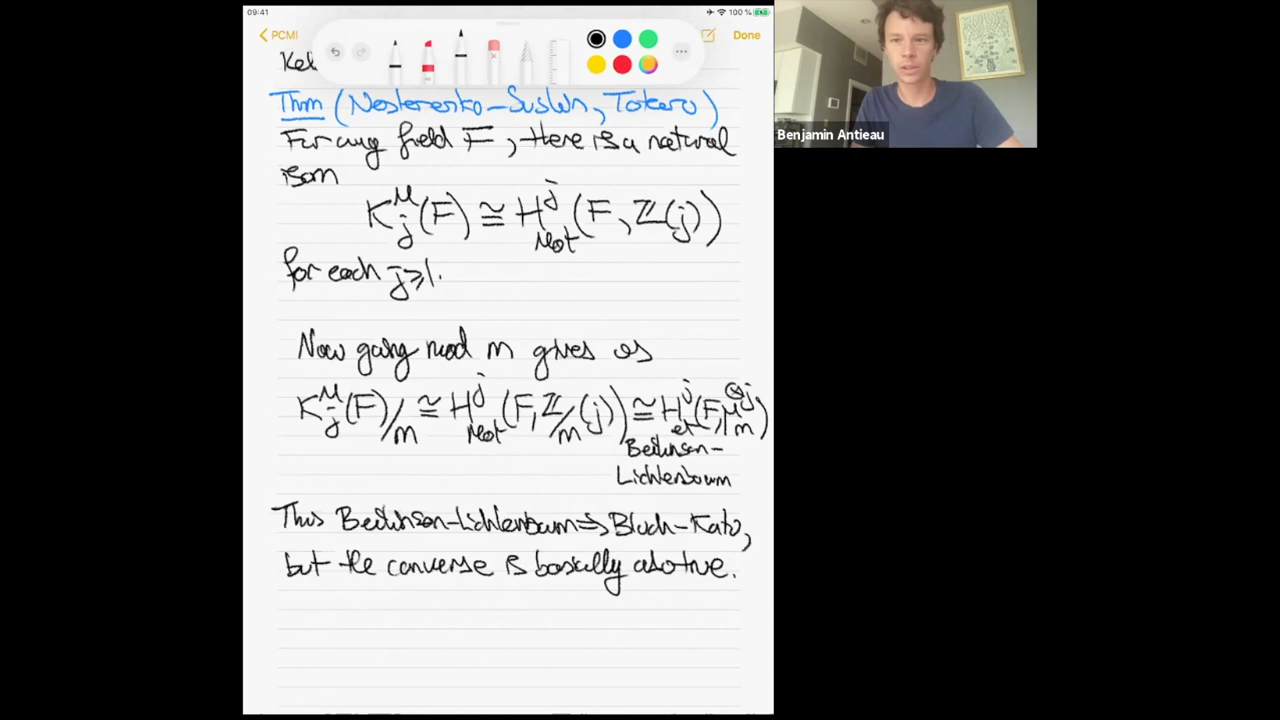 09:41
100 %
PCMI
Done
Benjamin Antieau
Thm (Nesterenko-Suslin, Totaro)
For any field F, there is a natural
isom
K^M_j(F) ≅ H^j_Mot(F, ℤ(j))
for each j≥1.
Now going mod m gives us
K^M_j(F)/m ≅ H^j_Mot(F, ℤ/m(j)) ≅ H^j_et(F, μ_m^{⊗j})
Beilinson-
Lichtenbaum
Thus Beilinson-Lichtenbaum ⇒ Bloch-Kato,
but the converse is basically also true.